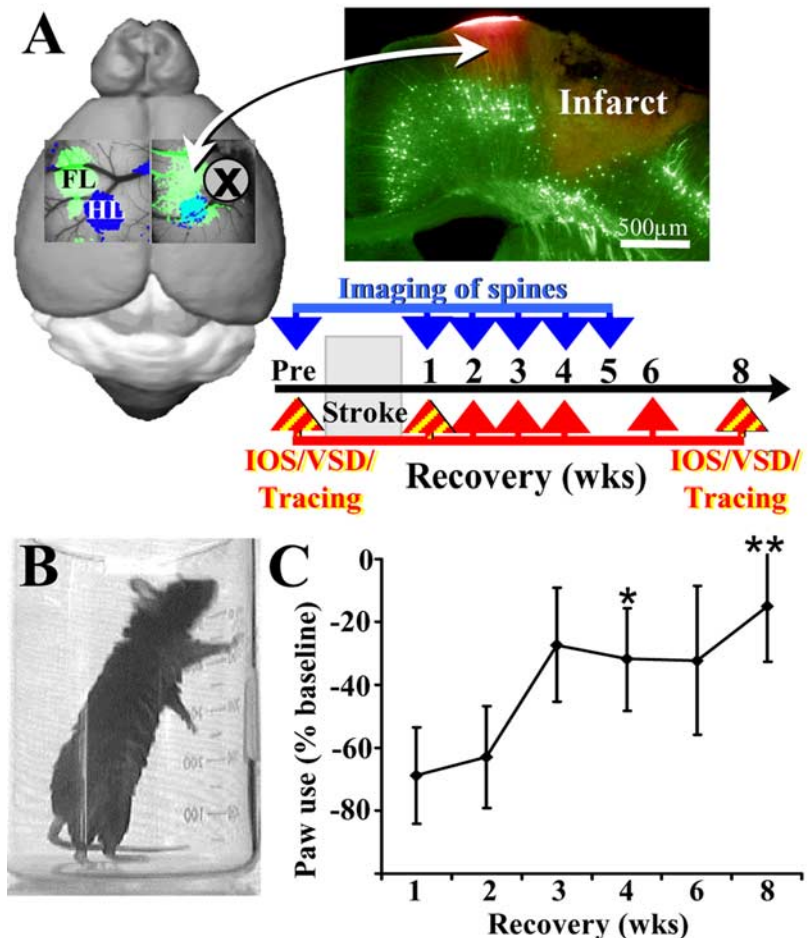 A
FL
HL
X
Infarct
500µm
Imaging of spines
Pre
1 2 3 4 5 6 8
Stroke
IOS/VSD/
Tracing
Recovery (wks)
IOS/VSD/
Tracing
B
200
100
C
Paw use (% baseline)
0
-20
-40
-60
-80
*
**
1 2 3 4 6 8
Recovery (wks)